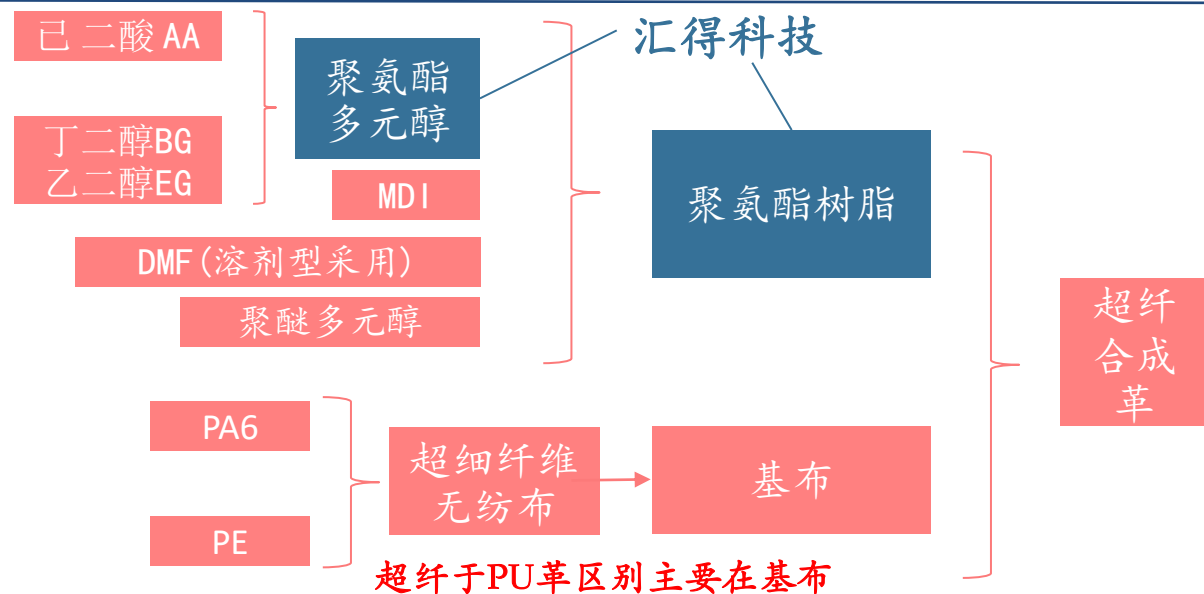 己二酸AA
丁二醇BG
乙二醇EG
聚氨酯
多元醇
MDI
DMF(溶剂型采用)
聚醚多元醇
汇得科技
聚氨酯树脂
PA6
PE
超细纤维
无纺布
基布
超纤
合成
革
超纤于PU革区别主要在基布